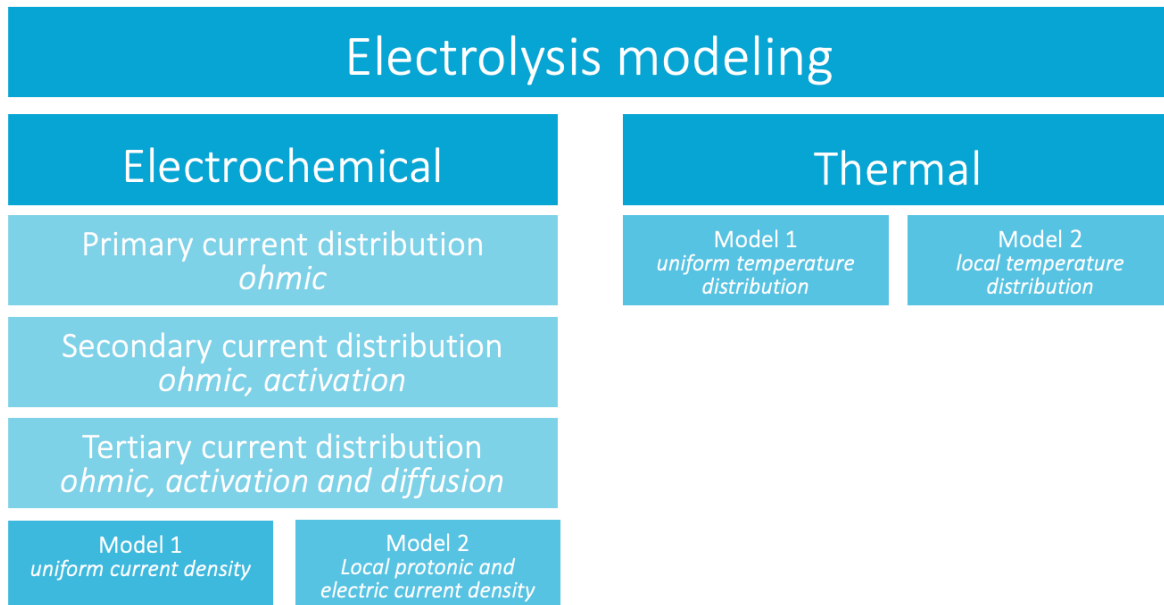 Electrolysis modeling
Electrochemical
Primary current distribution
ohmic
Secondary current distribution
ohmic, activation
Tertiary current distribution
ohmic, activation and diffusion
Model 1
uniform current density
Model 2
Local protonic and
electric current density
Thermal
Model 1
uniform temperature
distribution
Model 2
local temperature
distribution